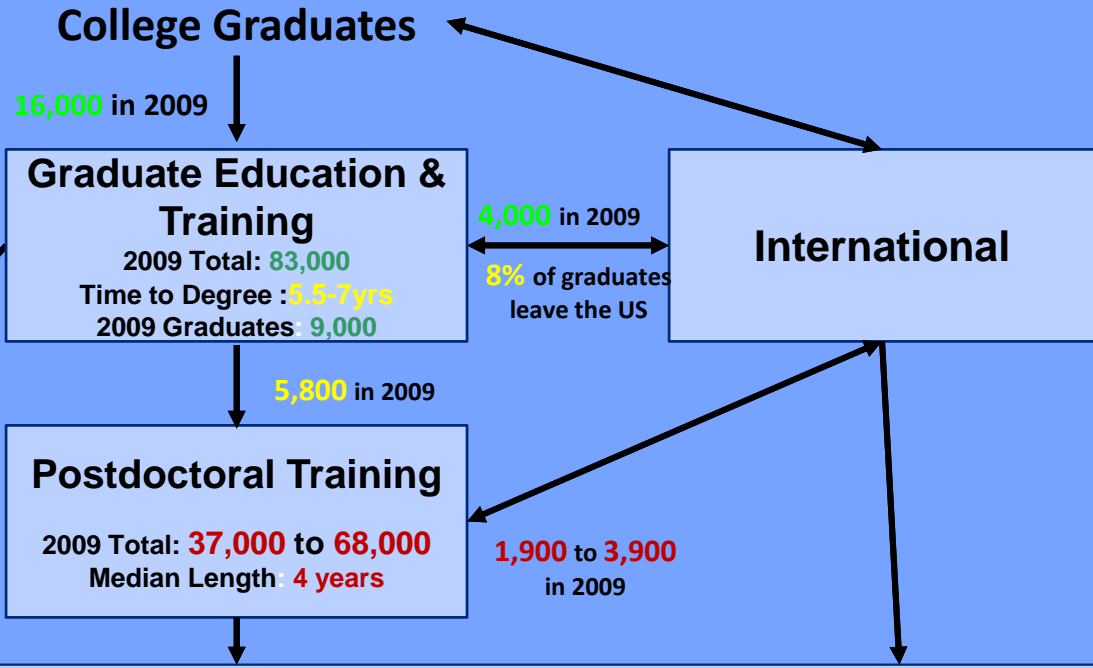 College Graduates
16,000 in 2009
Graduate Education &
Training
2009 Total: 83,000
Time to Degree :5.5-7yrs
2009 Graduates: 9,000
4,000 in 2009
8% of graduates
leave the US
International
5,800 in 2009
Postdoctoral Training
2009 Total: 37,000 to 68,000
Median Length: 4 years
1,900 to 3,900
in 2009